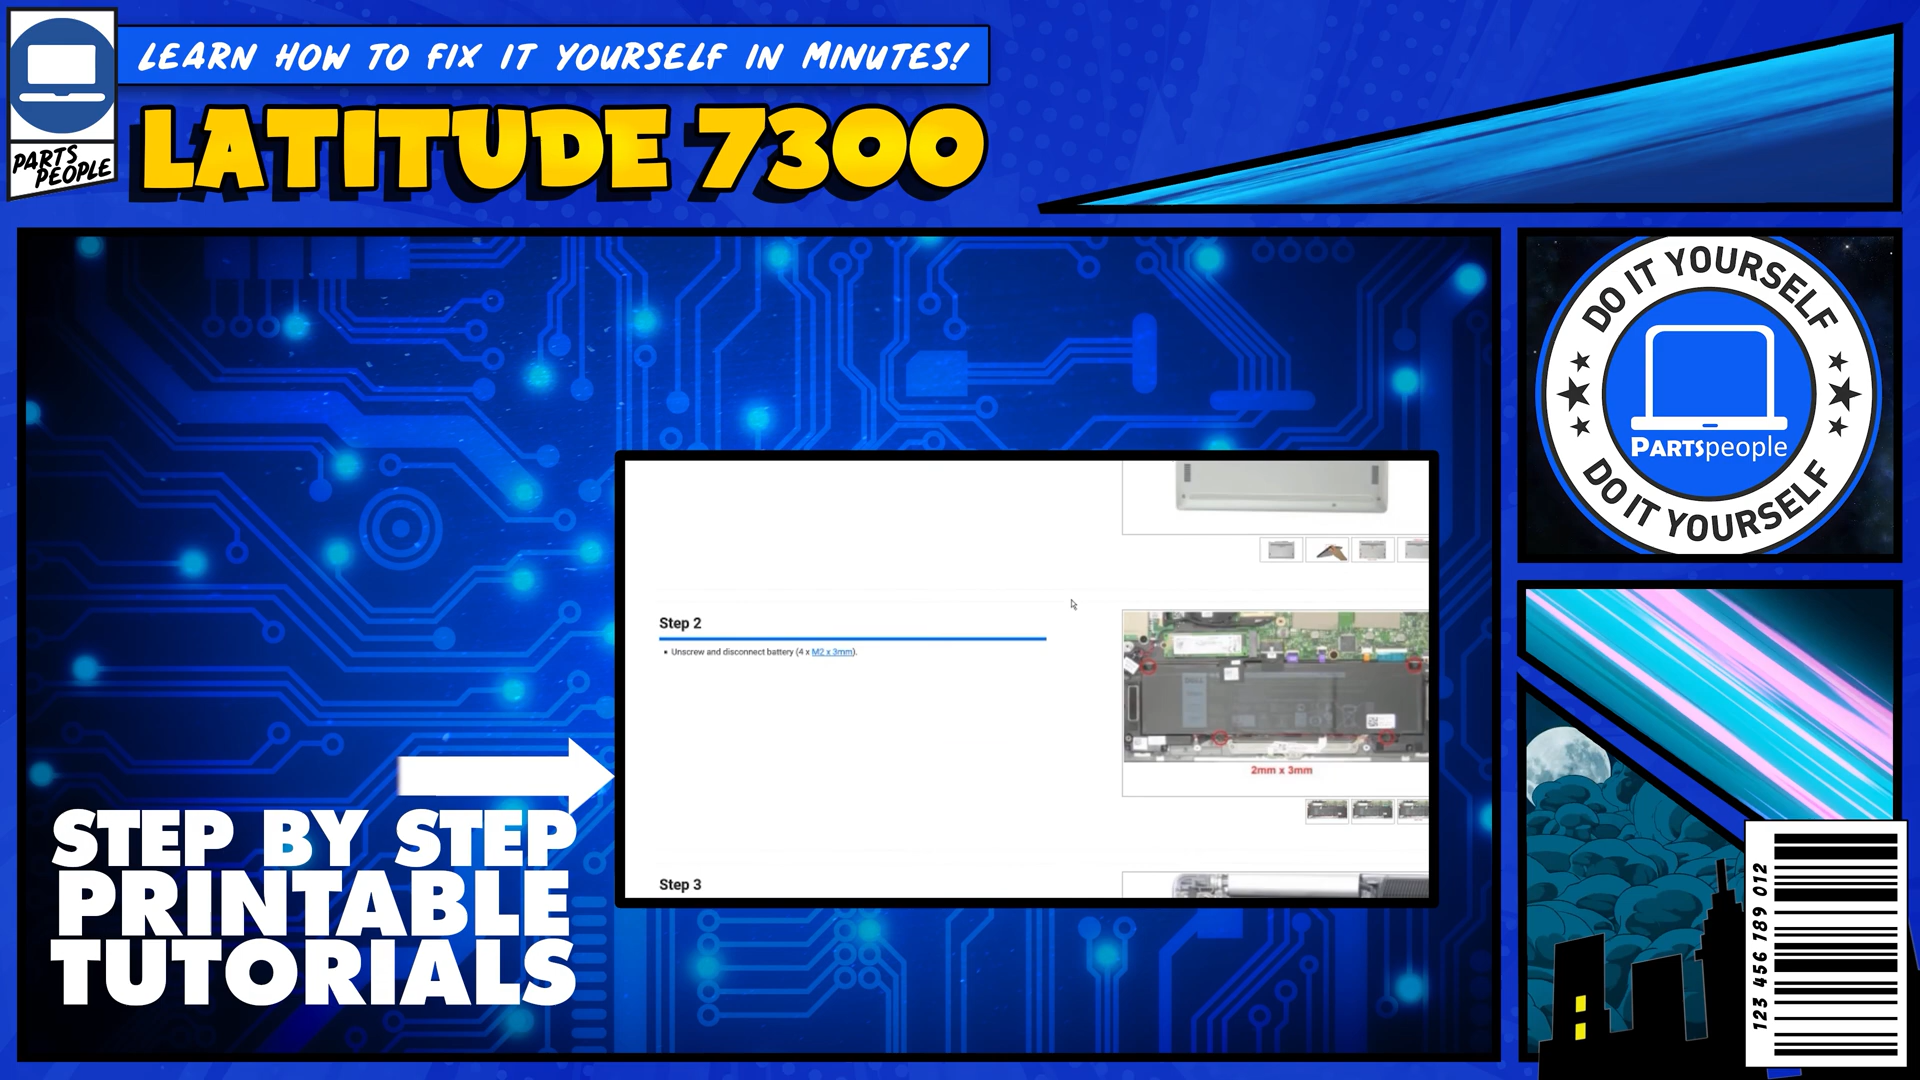 LEARN HOW TO FIX IT YOURSELF IN MINUTES!
LATITUDE 7300
PARTS
PEOPLE
DO IT YOURSELF
PARTSpeople
DO IT YOURSELF
Step 2
Unscrew and disconnect battery (4 x M2 x 3mm).
2mm x 3mm
Step 3
STEP BY STEP
PRINTABLE
TUTORIALS
123 456 189 012